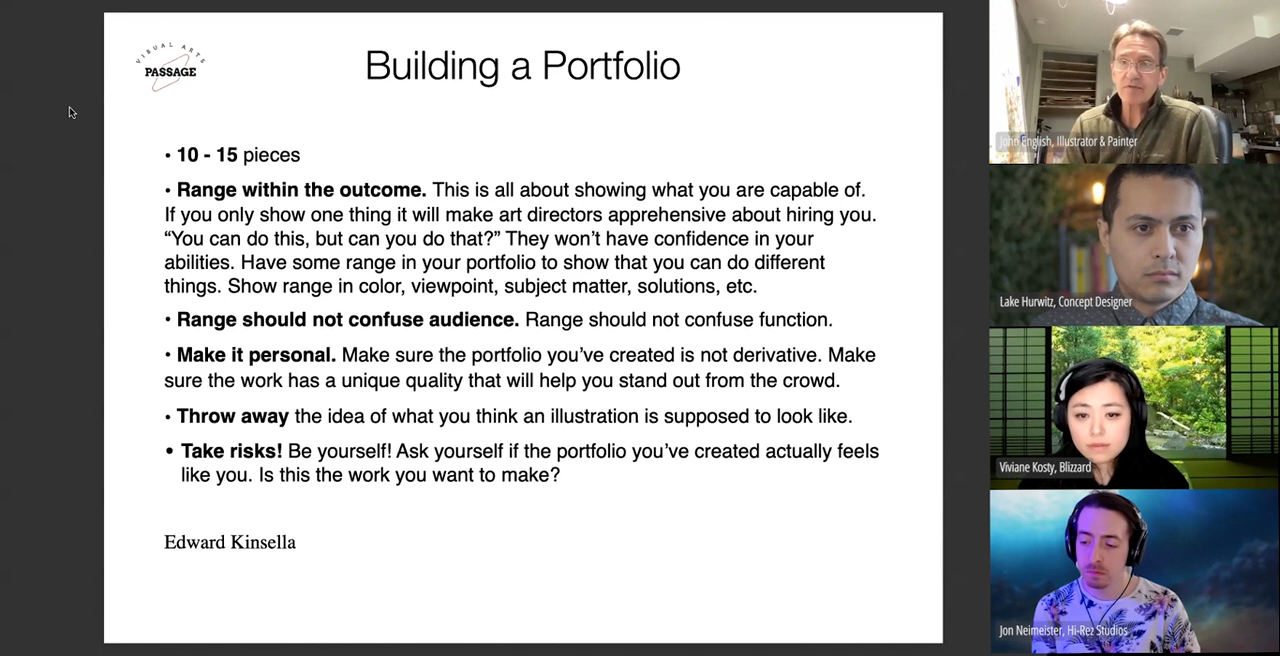 VISUAL ARTS
PASSAGE
Building a Portfolio
• 10 - 15 pieces
• Range within the outcome. This is all about showing what you are capable of.
If you only show one thing it will make art directors apprehensive about hiring you.
“You can do this, but can you do that?” They won’t have confidence in your
abilities. Have some range in your portfolio to show that you can do different
things. Show range in color, viewpoint, subject matter, solutions, etc.
• Range should not confuse audience. Range should not confuse function.
• Make it personal. Make sure the portfolio you’ve created is not derivative. Make
sure the work has a unique quality that will help you stand out from the crowd.
• Throw away the idea of what you think an illustration is supposed to look like.
• Take risks! Be yourself! Ask yourself if the portfolio you’ve created actually feels
like you. Is this the work you want to make?
Edward Kinsella
John English, Illustrator & Painter
Lake Hurwitz, Concept Designer
Viviane Kosty, Blizzard
Jon Neimeister, Hi-Rez Studios